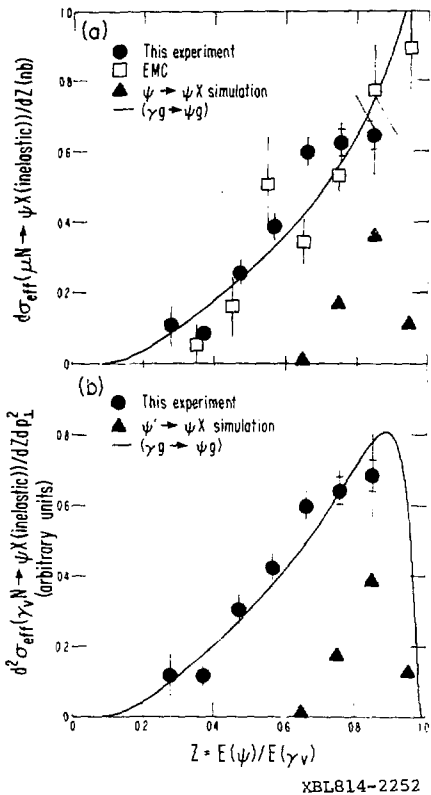 (a)
This experiment
EMC
ψ → ψX simulation
(γg → ψg)
dσeff(μN → ψX(inelastic))/dZ(nb)
1.0
0.8
0.6
0.4
0.2
0
(b)
This experiment
ψ' → ψX simulation
(γg → ψg)
d²σeff(γvN → ψX(inelastic))/dZdp⊥²
(arbitrary units)
0.8
0.6
0.4
0.2
0
0 0.2 0.4 0.6 0.8 1.0
Z = E(ψ)/E(γv)
XBL814-2252